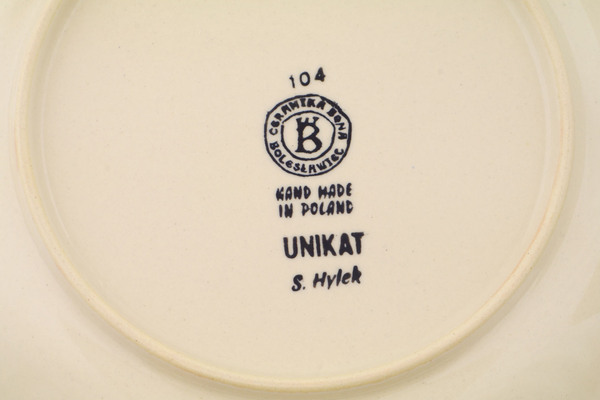 104
CERAMIKA BONA
B
BOLESŁAWIEC
HAND MADE
IN POLAND
UNIKAT
S. Hylek